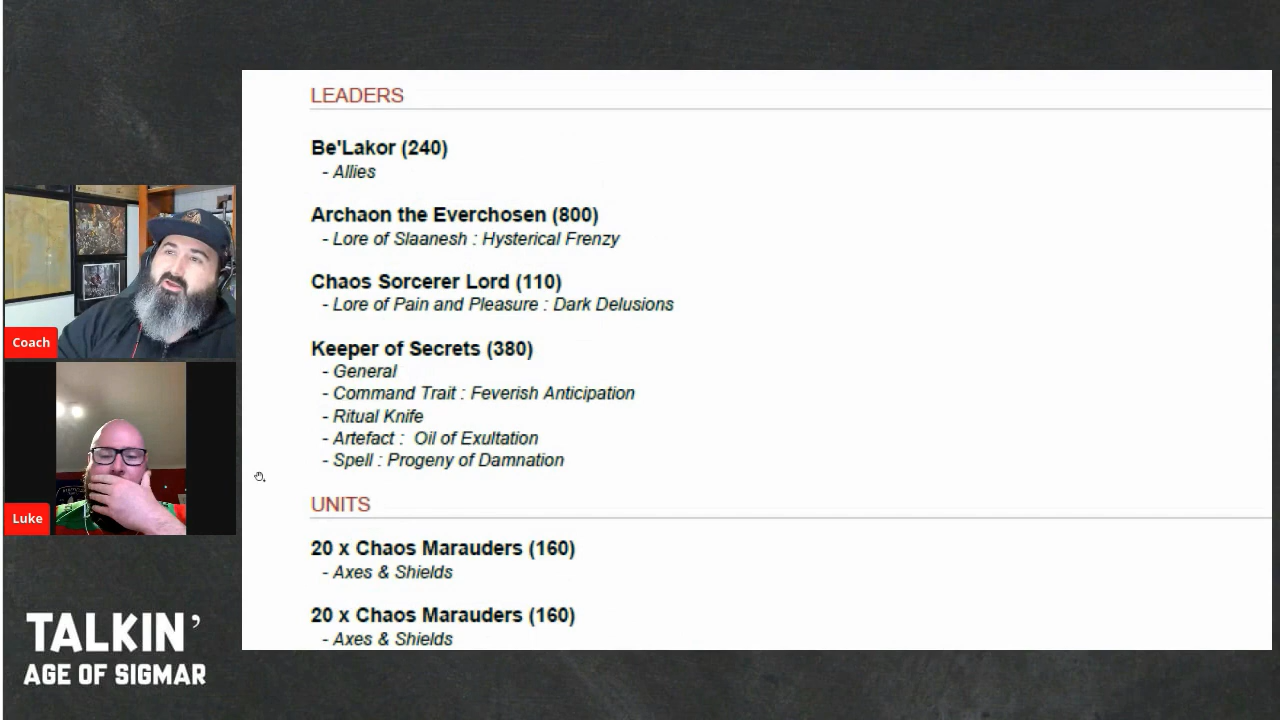 LEADERS
Be'Lakor (240)
- Allies
Archaon the Everchosen (800)
- Lore of Slaanesh : Hysterical Frenzy
Chaos Sorcerer Lord (110)
- Lore of Pain and Pleasure : Dark Delusions
Keeper of Secrets (380)
- General
- Command Trait : Feverish Anticipation
- Ritual Knife
- Artefact : Oil of Exultation
- Spell : Progeny of Damnation
UNITS
20 x Chaos Marauders (160)
- Axes & Shields
20 x Chaos Marauders (160)
- Axes & Shields
Coach
Luke
TALKIN’
AGE OF SIGMAR